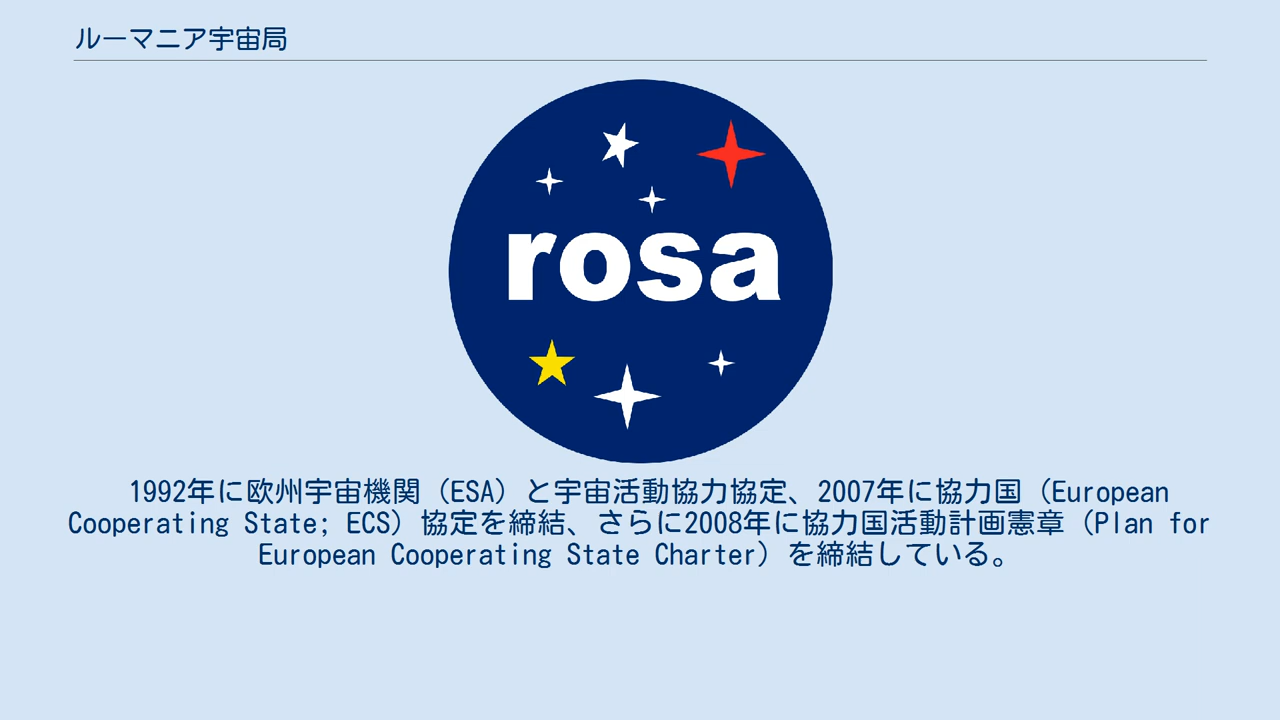 ルーマニア宇宙局
rosa
1992年に欧州宇宙機関（ESA）と宇宙活動協力協定、2007年に協力国（European
Cooperating State; ECS）協定を締結、さらに2008年に協力国活動計画憲章（Plan for
European Cooperating State Charter）を締結している。